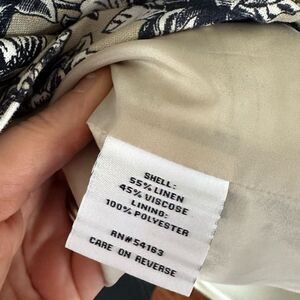 SHELL:
55% LINEN
45% VISCOSE
LINING:
100% POLYESTER
RN#54163
CARE ON REVERSE